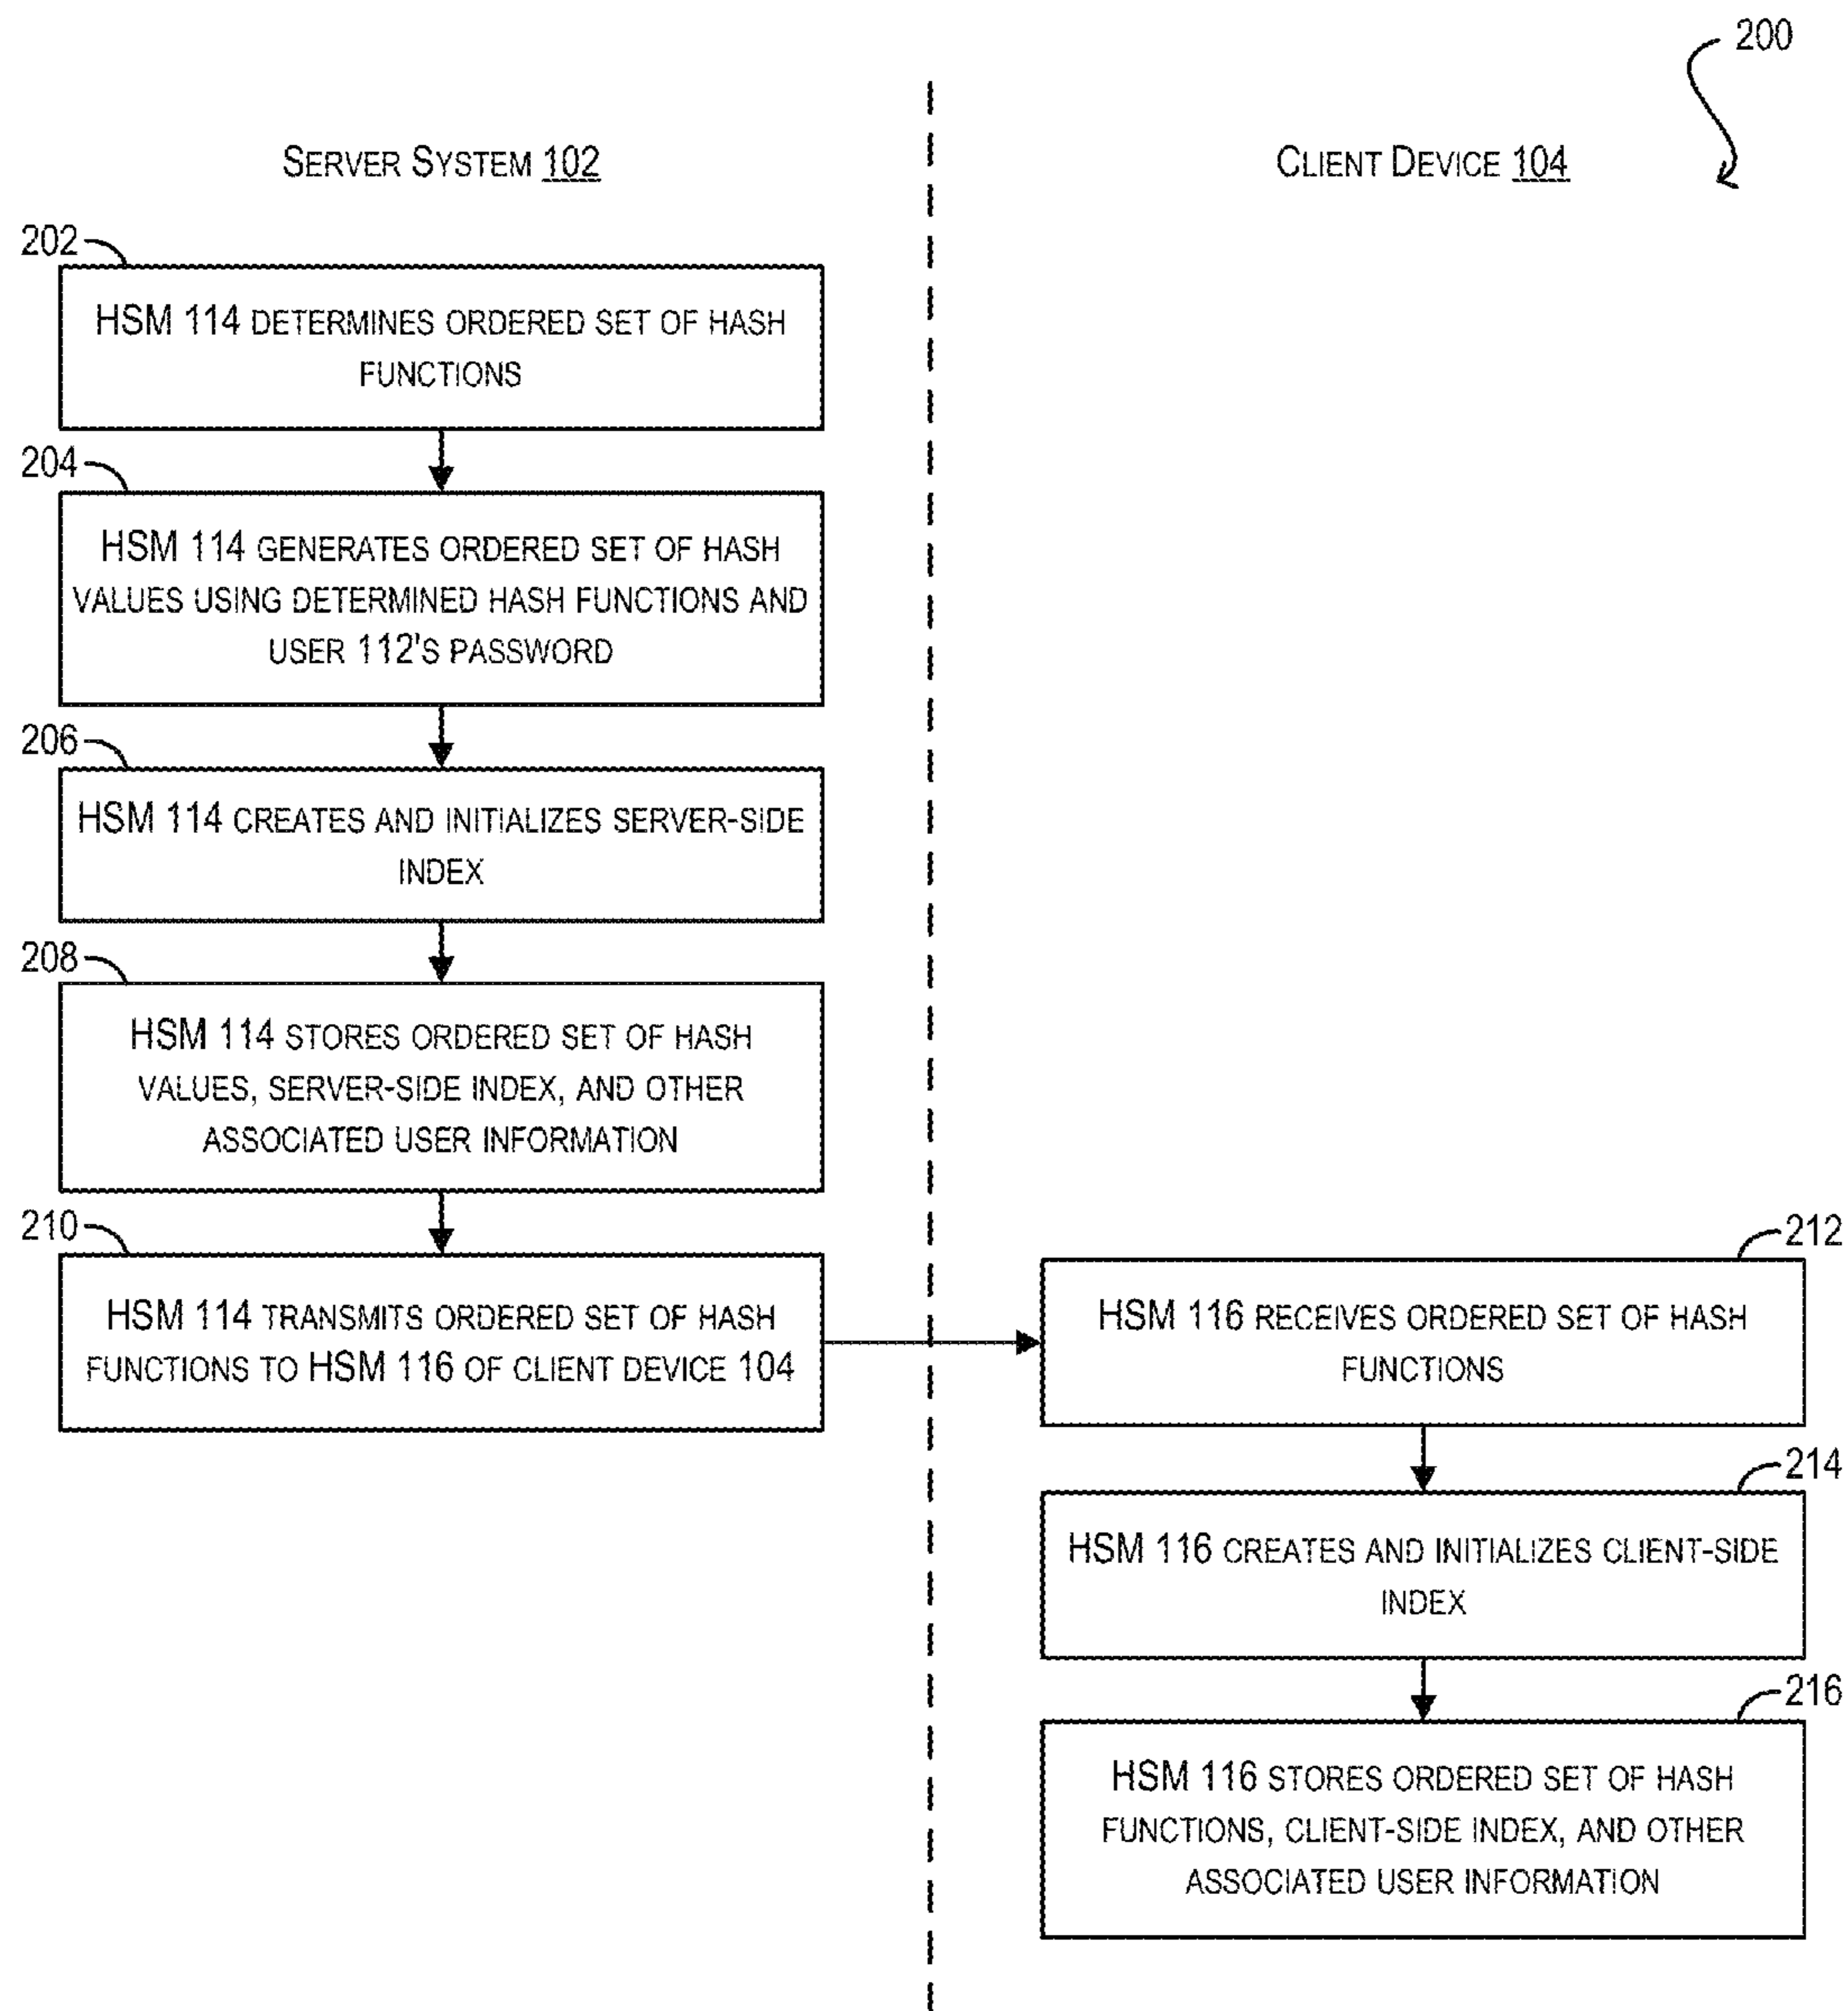 200
SERVER SYSTEM 102
CLIENT DEVICE 104
202
HSM 114 DETERMINES ORDERED SET OF HASH
FUNCTIONS
204
HSM 114 GENERATES ORDERED SET OF HASH
VALUES USING DETERMINED HASH FUNCTIONS AND
USER 112'S PASSWORD
206
HSM 114 CREATES AND INITIALIZES SERVER-SIDE
INDEX
208
HSM 114 STORES ORDERED SET OF HASH
VALUES, SERVER-SIDE INDEX, AND OTHER
ASSOCIATED USER INFORMATION
210
HSM 114 TRANSMITS ORDERED SET OF HASH
FUNCTIONS TO HSM 116 OF CLIENT DEVICE 104
212
HSM 116 RECEIVES ORDERED SET OF HASH
FUNCTIONS
214
HSM 116 CREATES AND INITIALIZES CLIENT-SIDE
INDEX
216
HSM 116 STORES ORDERED SET OF HASH
FUNCTIONS, CLIENT-SIDE INDEX, AND OTHER
ASSOCIATED USER INFORMATION